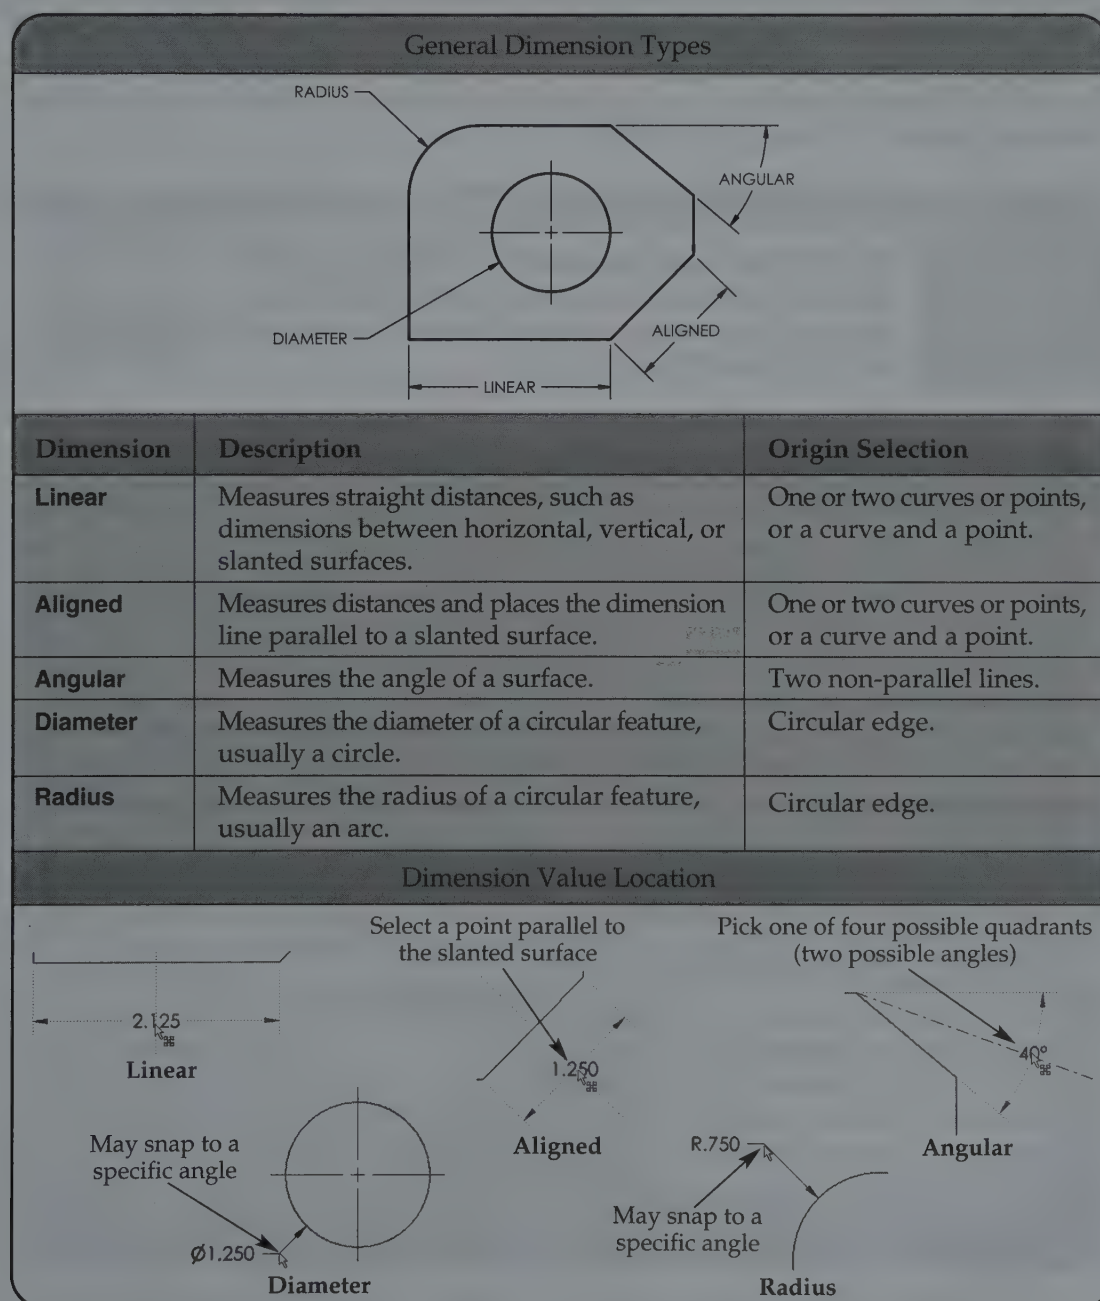 General Dimension Types
RADIUS
ANGULAR
DIAMETER
ALIGNED
LINEAR
Dimension Description Origin Selection
Linear Measures straight distances, such as One or two curves or points,
dimensions between horizontal, vertical, or or a curve and a point.
slanted surfaces.
Aligned Measures distances and places the dimension One or two curves or points,
line parallel to a slanted surface. or a curve and a point.
Angular Measures the angle of a surface. Two non-parallel lines.
Diameter Measures the diameter of a circular feature, Circular edge.
usually a circle.
Radius Measures the radius of a circular feature, Circular edge.
usually an arc.
Dimension Value Location
Select a point parallel to
the slanted surface
Pick one of four possible quadrants
(two possible angles)
2.125
Linear
1.250
Aligned
40°
Angular
May snap to a
specific angle
Ø1.250
Diameter
R.750
May snap to a
specific angle
Radius